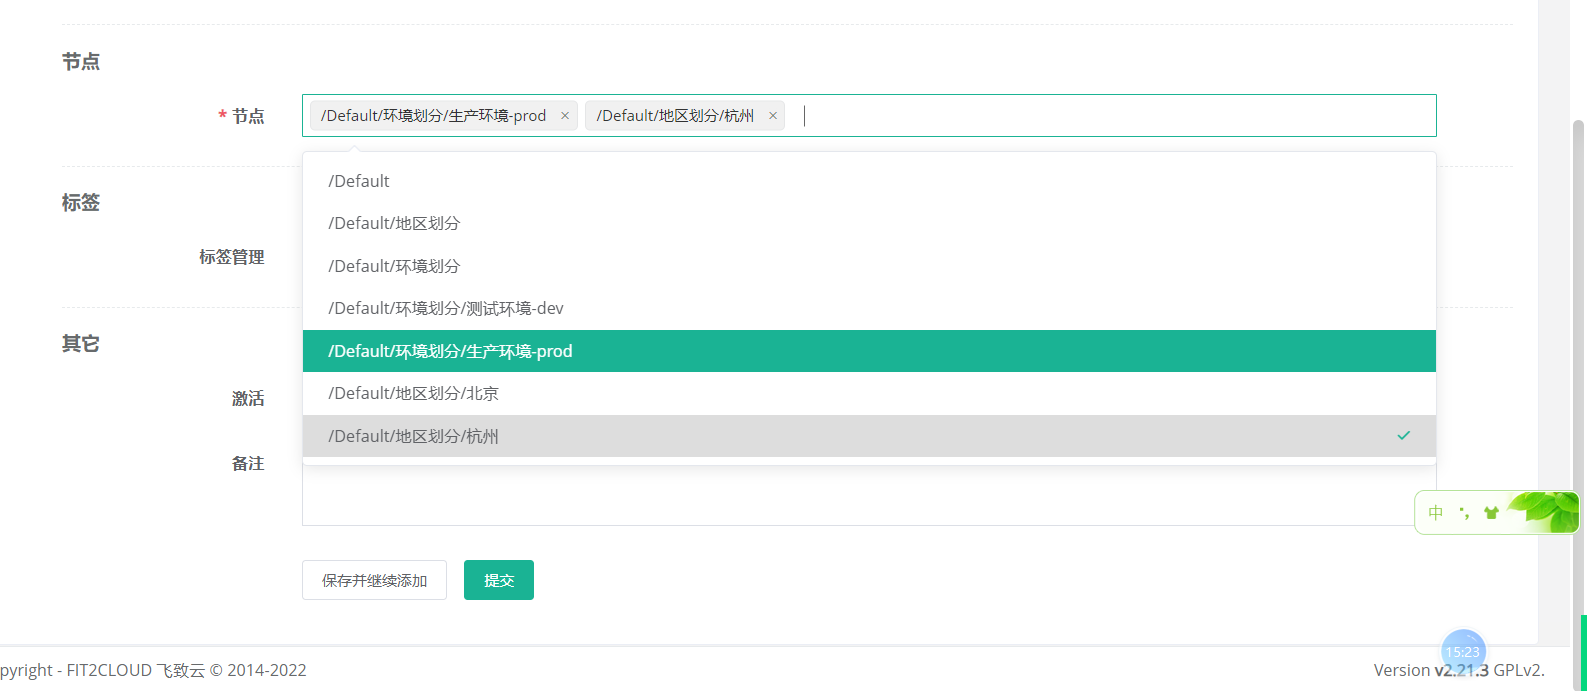 节点
* 节点 /Default/环境划分/生产环境-prod × /Default/地区划分/杭州 ×
/Default
标签
/Default/地区划分
标签管理
/Default/环境划分
/Default/环境划分/测试环境-dev
其它
/Default/环境划分/生产环境-prod
激活
/Default/地区划分/北京
/Default/地区划分/杭州
备注
中
保存并继续添加 提交
15:23
pyright - FIT2CLOUD 飞致云 © 2014-2022
Version v2.21.3 GPLv2.